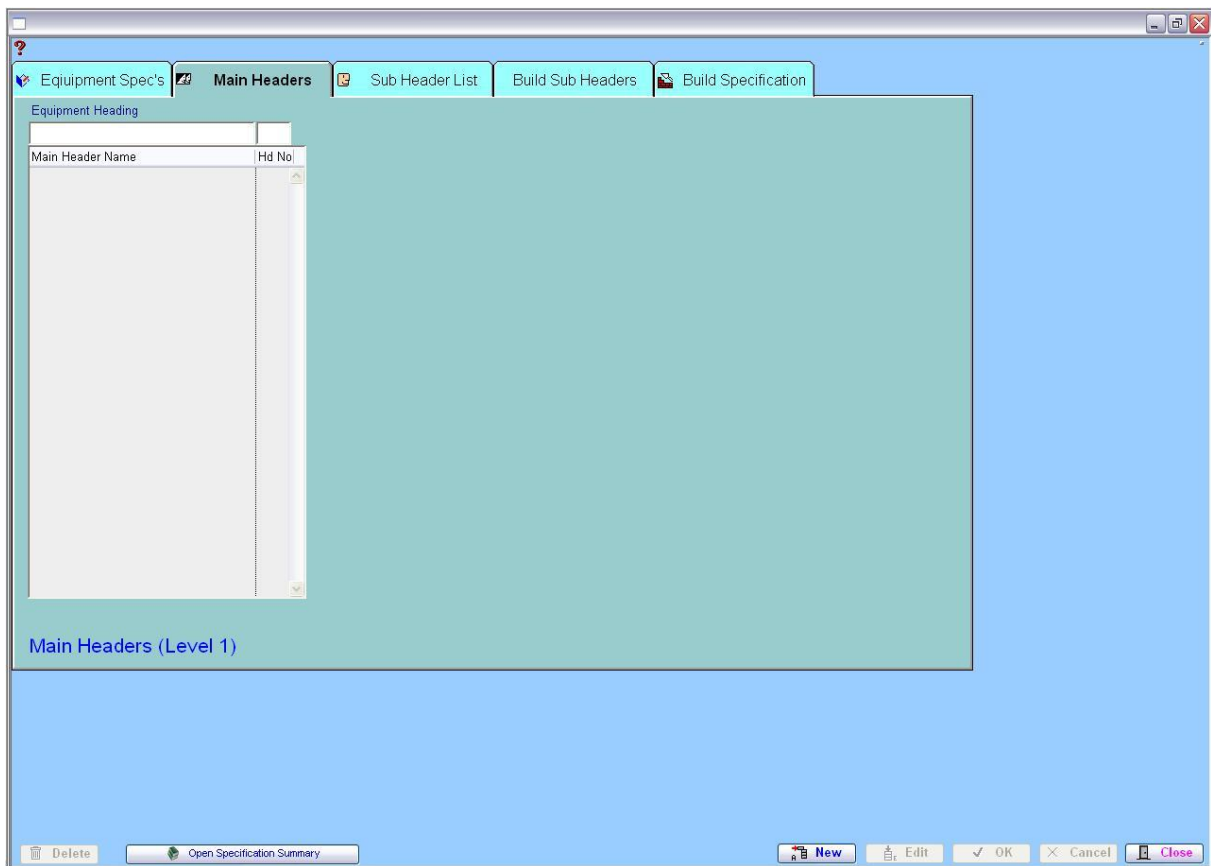 ?
Eqiuipment Spec's Main Headers Sub Header List Build Sub Headers Build Specification
Equipment Heading
Main Header Name Hd No
Main Headers (Level 1)
Delete Open Specification Summary New Edit OK Cancel Close